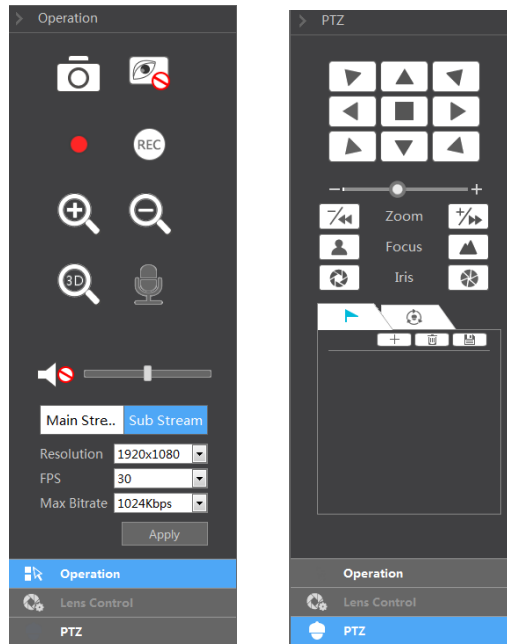 Operation
REC
3D
Main Stre.. Sub Stream
Resolution 1920x1080
FPS 30
Max Bitrate 1024Kbps
Apply
Operation
Lens Control
PTZ
PTZ
Zoom
Focus
Iris
Operation
Lens Control
PTZ